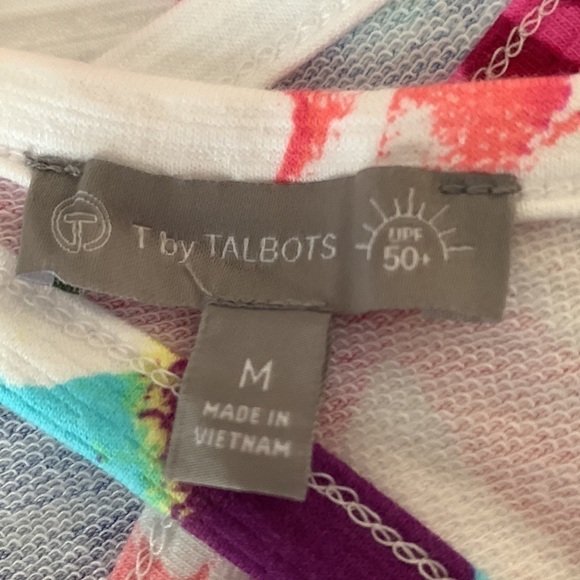 T
T by TALBOTS
UPF
50+
M
MADE IN
VIETNAM